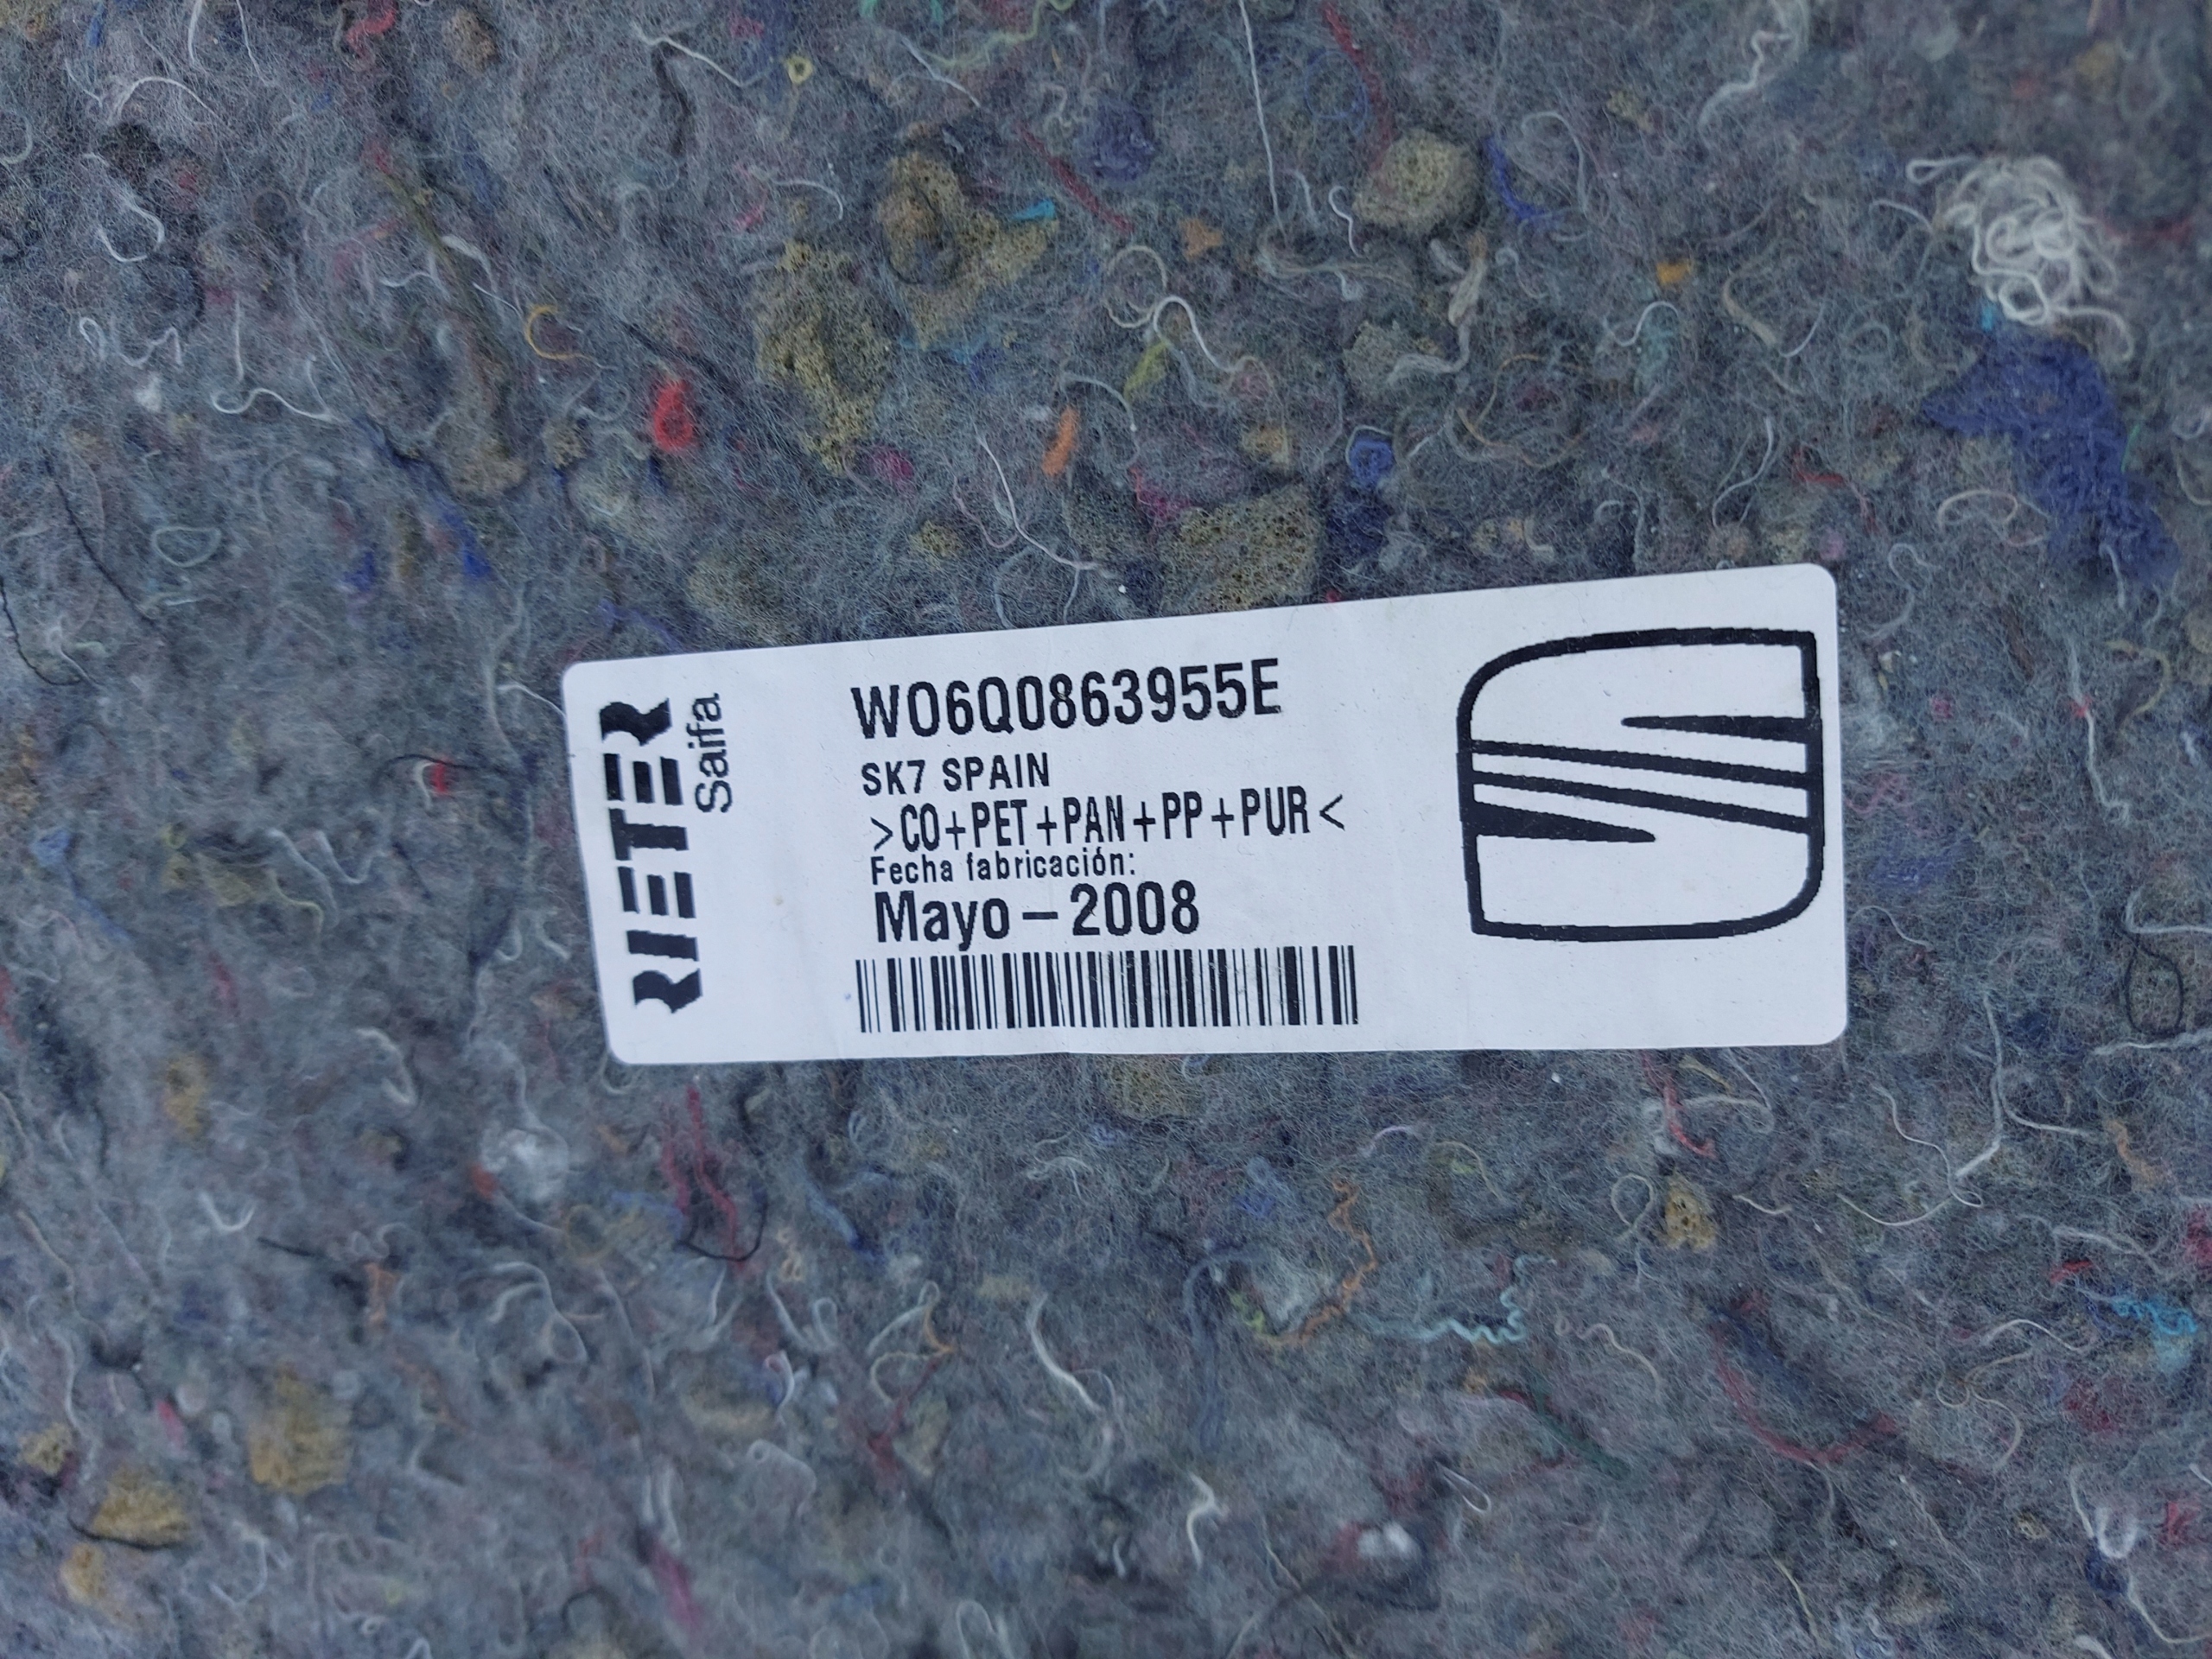 RIETER
Saifa
W06Q0863955E
SK7 SPAIN
>CO+PET+PAN+PP+PUR<
Fecha fabricación:
Mayo-2008